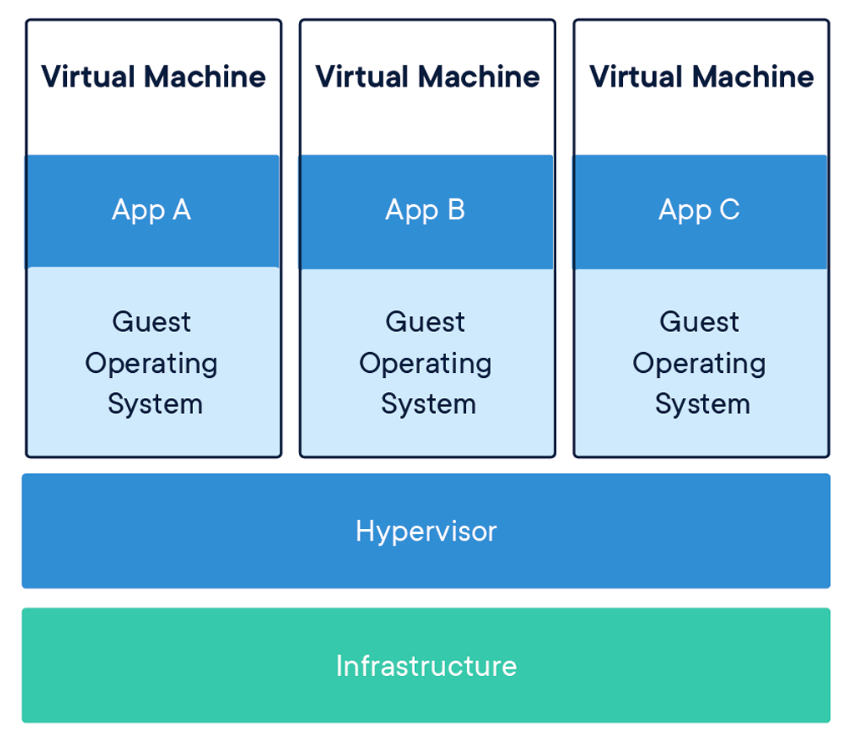 Virtual Machine
Virtual Machine
Virtual Machine
App A
App B
App C
Guest
Operating
System
Guest
Operating
System
Guest
Operating
System
Hypervisor
Infrastructure